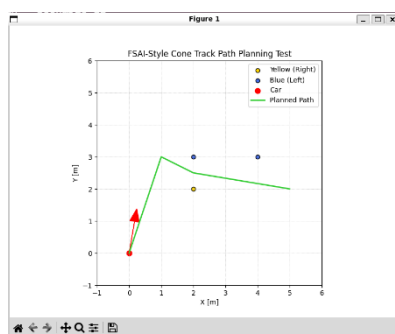 Figure 1
FSAI-Style Cone Track Path Planning Test
Yellow (Right)
Blue (Left)
Car
Planned Path
6
5
4
3
2
1
0
−1
Y [m]
−1 0 1 2 3 4 5 6
X [m]